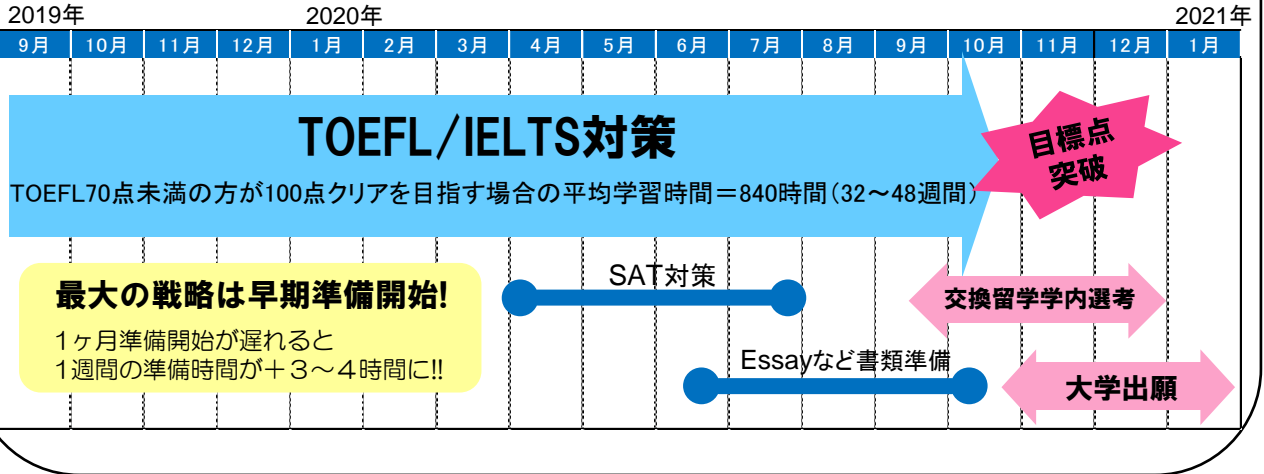 2019年 2020年 2021年
9月 10月 11月 12月 1月 2月 3月 4月 5月 6月 7月 8月 9月 10月 11月 12月 1月
TOEFL/IELTS対策
TOEFL70点未満の方が100点クリアを目指す場合の平均学習時間=840時間(32〜48週間)
目標点
突破
最大の戦略は早期準備開始!
1ヶ月準備開始が遅れると
1週間の準備時間が+3〜4時間に!!
SAT対策
交換留学学内選考
Essayなど書類準備
大学出願